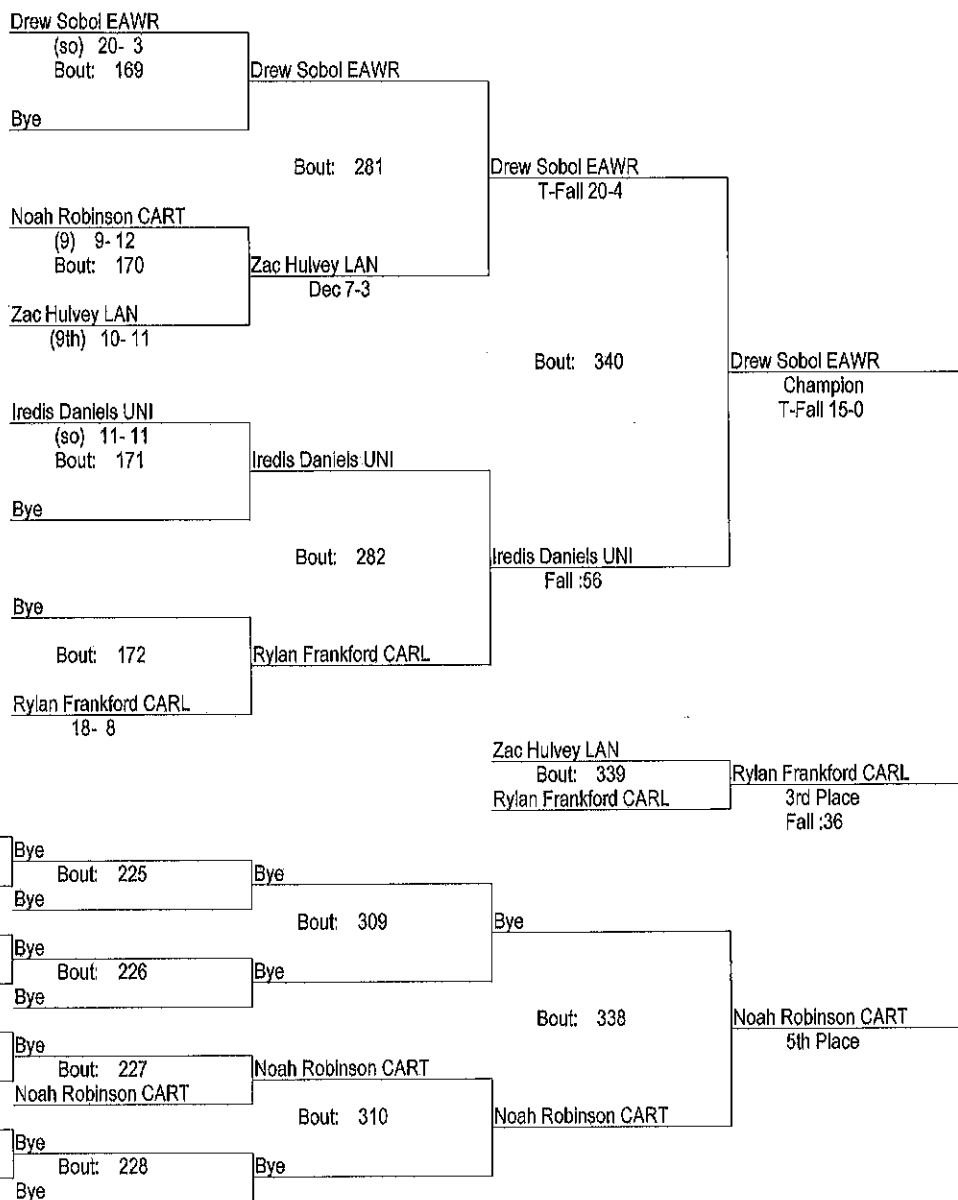 Drew Sobol EAWR
(so) 20- 3
Bout: 169
Drew Sobol EAWR
Bye
Bout: 281
Drew Sobol EAWR
T-Fall 20-4
Noah Robinson CART
(9) 9- 12
Bout: 170
Zac Hulvey LAN
Dec 7-3
Zac Hulvey LAN
(9th) 10- 11
Bout: 340
Drew Sobol EAWR
Champion
T-Fall 15-0
Iredis Daniels UNI
(so) 11- 11
Bout: 171
Iredis Daniels UNI
Bye
Bout: 282
Iredis Daniels UNI
Fall :56
Bye
Bout: 172
Rylan Frankford CARL
Rylan Frankford CARL
18- 8
Zac Hulvey LAN
Bout: 339
Rylan Frankford CARL
Rylan Frankford CARL
3rd Place
Fall :36
Bye
Bout: 225
Bye
Bye
Bout: 309
Bye
Bye
Bout: 226
Bye
Bye
Bout: 338
Noah Robinson CART
5th Place
Bye
Bout: 227
Noah Robinson CART
Noah Robinson CART
Bout: 310
Noah Robinson CART
Bye
Bout: 228
Bye
Bye